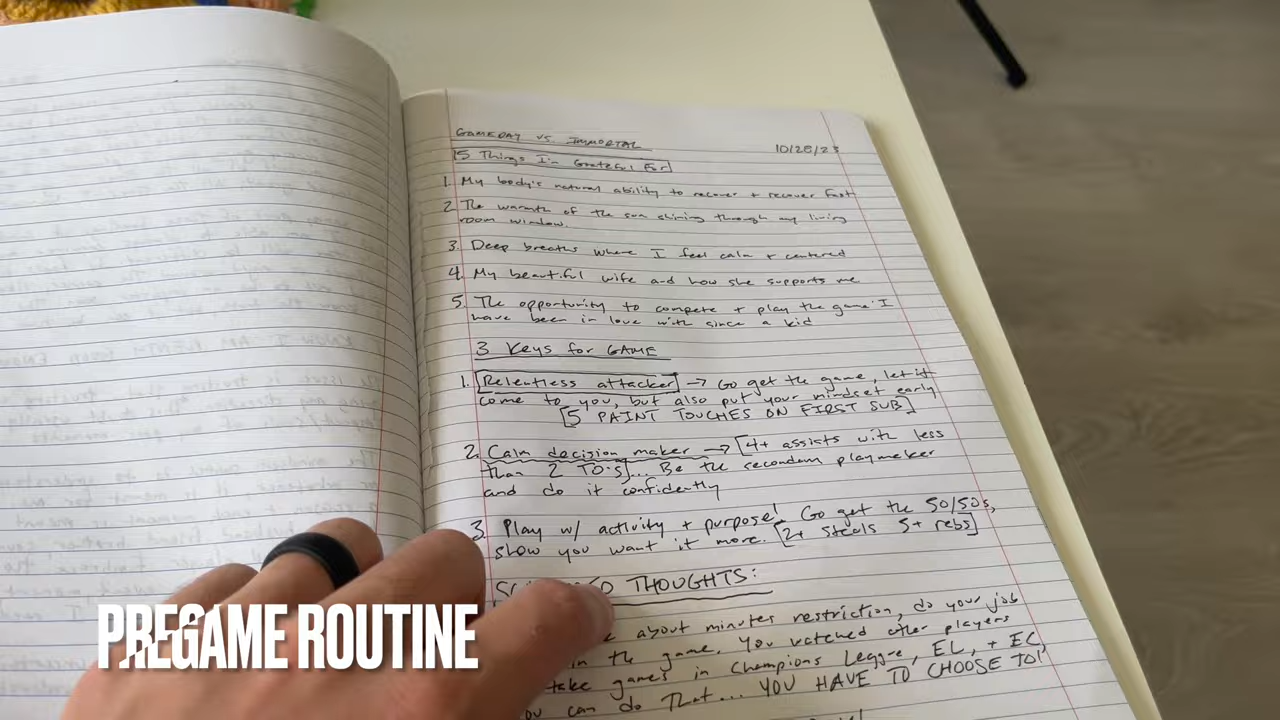 GAMEDAY VS. IMMORTAL
10/28/23
5 Things I'm Grateful For
1. My body's natural ability to recover + recover fast
2. The warmth of the sun shining through my living
room window.
3. Deep breaths where I feel calm + centered
4. My beautiful wife and how she supports me
5. The opportunity to compete + play the game I
have been in love with since a kid
3 Keys for GAME
1. Relentless attacker → Go get the game, let it
come to you, but also put your mindset early
[5 PAINT TOUCHES ON FIRST SUB]
2. Calm decision maker → [4+ assists with less
than 2 TO's]... Be the secondary playmaker
and do it confidently
3. Play w/ activity + purpose! Go get the 50/50s,
show you want it more. [2+ steals 5+ rebs]
THOUGHTS:
about minutes restriction, do your job
in the game. You watched other players
take games in Champions League, EL, + EC,
you can do that... YOU HAVE TO CHOOSE TO!
PREGAME ROUTINE